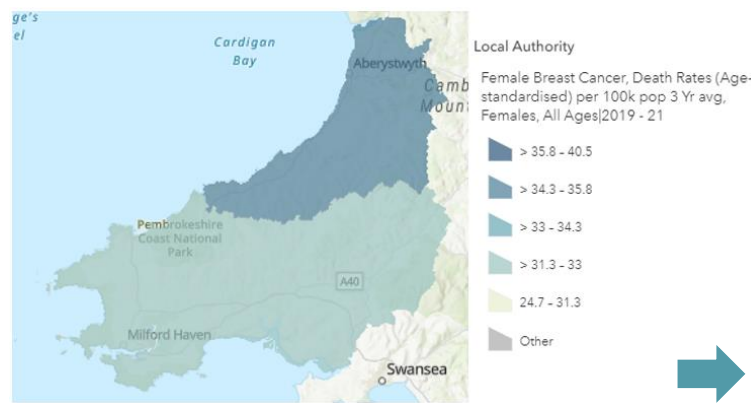 ge's
el
Cardigan
Bay
Aberystwyth
Camb
Mount
Pembrokeshire
Coast National
Park
A40
Milford Haven
Swansea
Local Authority
Female Breast Cancer, Death Rates (Age-
standardised) per 100k pop 3 Yr avg,
Females, All Ages|2019 - 21
> 35.8 – 40.5
> 34.3 – 35.8
> 33 – 34.3
> 31.3 – 33
24.7 – 31.3
Other